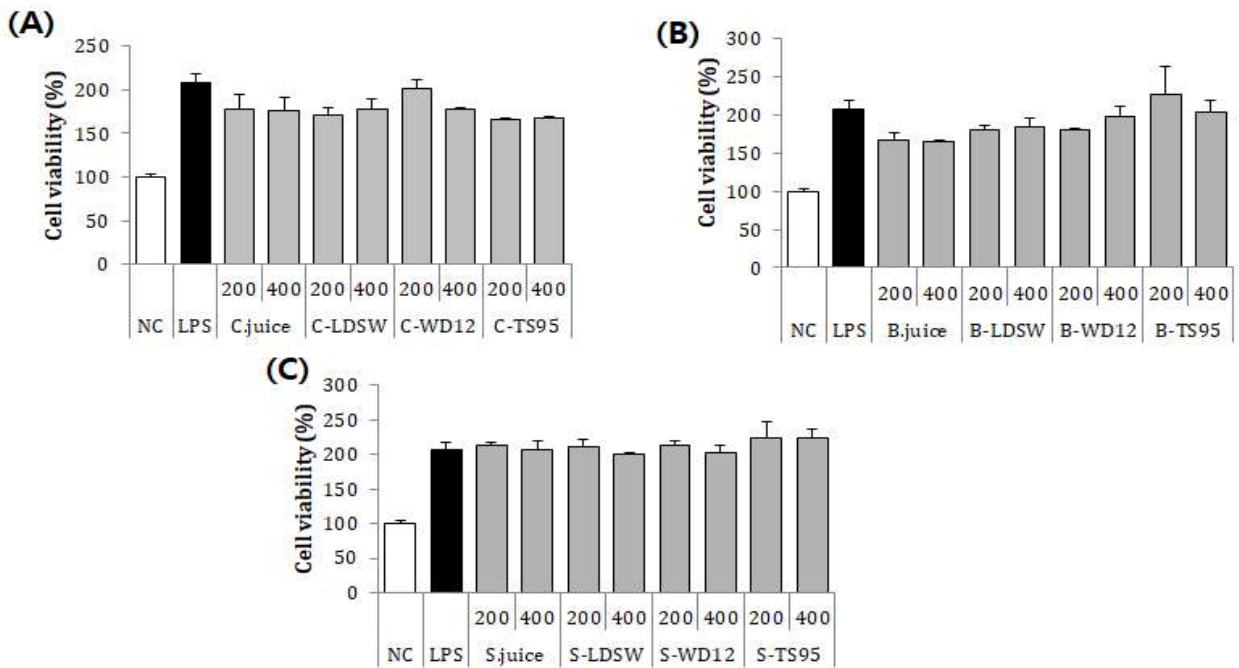 (A)
Cell viability (%)
250
200
150
100
50
0
200 400 200 400 200 400 200 400
NC LPS C.juice C-LDSW C-WD12 C-TS95
(B)
Cell viability (%)
300
250
200
150
100
50
0
200 400 200 400 200 400 200 400
NC LPS B.juice B-LDSW B-WD12 B-TS95
(C)
Cell viability (%)
300
250
200
150
100
50
0
200 400 200 400 200 400 200 400
NC LPS S.juice S-LDSW S-WD12 S-TS95